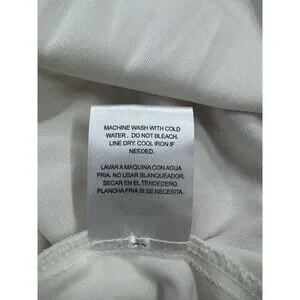 MACHINE WASH WITH COLD
WATER . DO NOT BLEACH.
LINE DRY. COOL IRON IF
NEEDED.
LAVAR A MAQUINA CON AGUA
FRIA. NO USAR BLANQUEADOR.
SECAR EN EL TENDEDERO.
PLANCHA FRIA SI SE NECESITA.